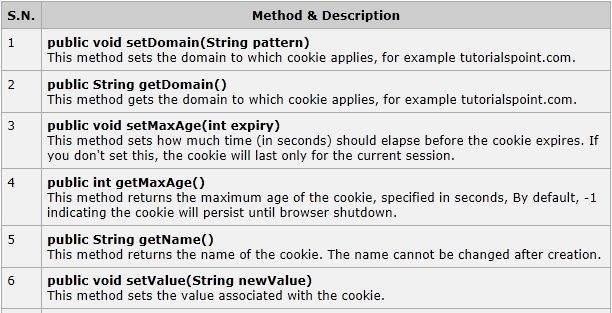 S.N. Method & Description
1 public void setDomain(String pattern)
This method sets the domain to which cookie applies, for example tutorialspoint.com.
2 public String getDomain()
This method gets the domain to which cookie applies, for example tutorialspoint.com.
3 public void setMaxAge(int expiry)
This method sets how much time (in seconds) should elapse before the cookie expires. If
you don't set this, the cookie will last only for the current session.
4 public int getMaxAge()
This method returns the maximum age of the cookie, specified in seconds, By default, -1
indicating the cookie will persist until browser shutdown.
5 public String getName()
This method returns the name of the cookie. The name cannot be changed after creation.
6 public void setValue(String newValue)
This method sets the value associated with the cookie.